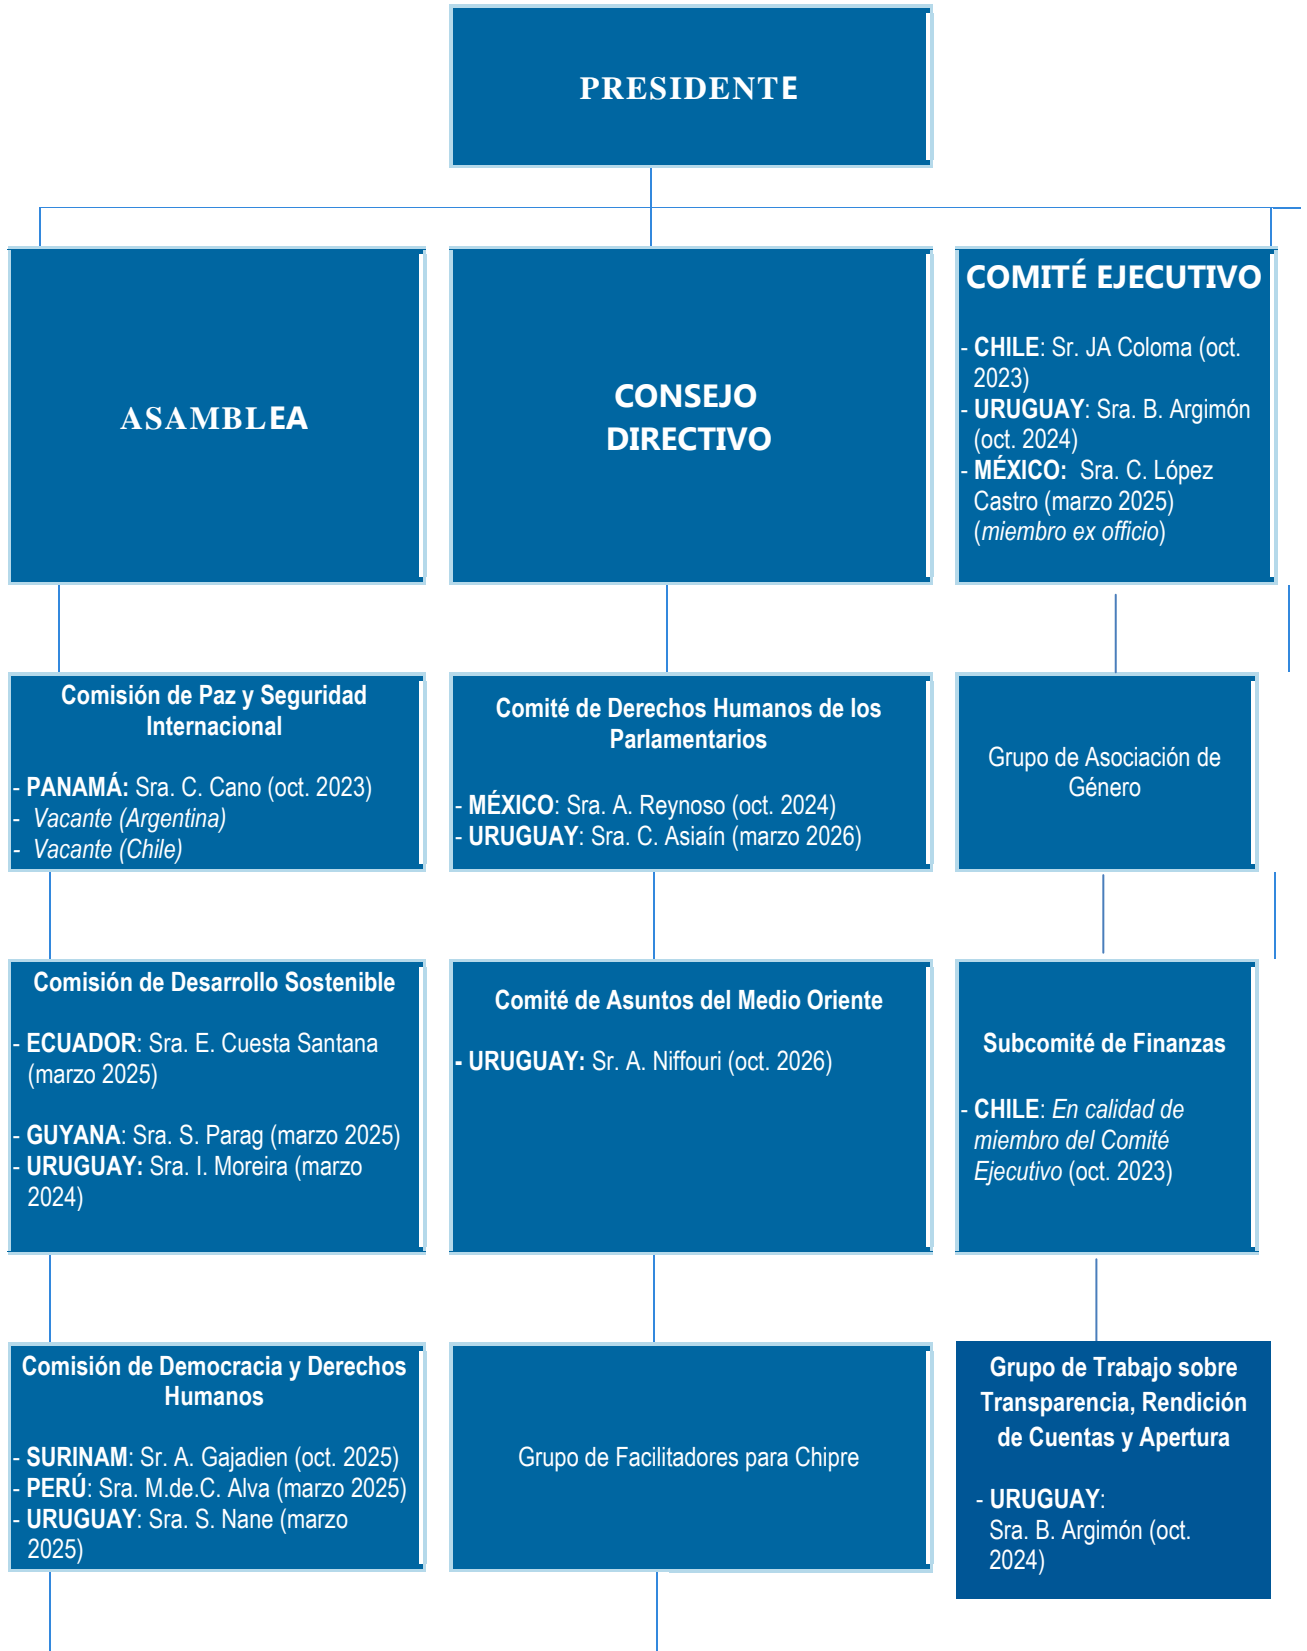 PRESIDENTE
ASAMBLEA
CONSEJO
DIRECTIVO
COMITÉ EJECUTIVO
- CHILE: Sr. JA Coloma (oct.
2023)
- URUGUAY: Sra. B. Argimón
(oct. 2024)
- MÉXICO: Sra. C. López
Castro (marzo 2025)
(miembro ex officio)
Comisión de Paz y Seguridad
Internacional
- PANAMÁ: Sra. C. Cano (oct. 2023)
- Vacante (Argentina)
- Vacante (Chile)
Comité de Derechos Humanos de los
Parlamentarios
- MÉXICO: Sra. A. Reynoso (oct. 2024)
- URUGUAY: Sra. C. Asiaín (marzo 2026)
Grupo de Asociación de
Género
Comisión de Desarrollo Sostenible
- ECUADOR: Sra. E. Cuesta Santana
(marzo 2025)
- GUYANA: Sra. S. Parag (marzo 2025)
- URUGUAY: Sra. I. Moreira (marzo
2024)
Comité de Asuntos del Medio Oriente
- URUGUAY: Sr. A. Niffouri (oct. 2026)
Subcomité de Finanzas
- CHILE: En calidad de
miembro del Comité
Ejecutivo (oct. 2023)
Comisión de Democracia y Derechos
Humanos
- SURINAM: Sr. A. Gajadien (oct. 2025)
- PERÚ: Sra. M.de.C. Alva (marzo 2025)
- URUGUAY: Sra. S. Nane (marzo
2025)
Grupo de Facilitadores para Chipre
Grupo de Trabajo sobre
Transparencia, Rendición
de Cuentas y Apertura
- URUGUAY:
Sra. B. Argimón (oct.
2024)